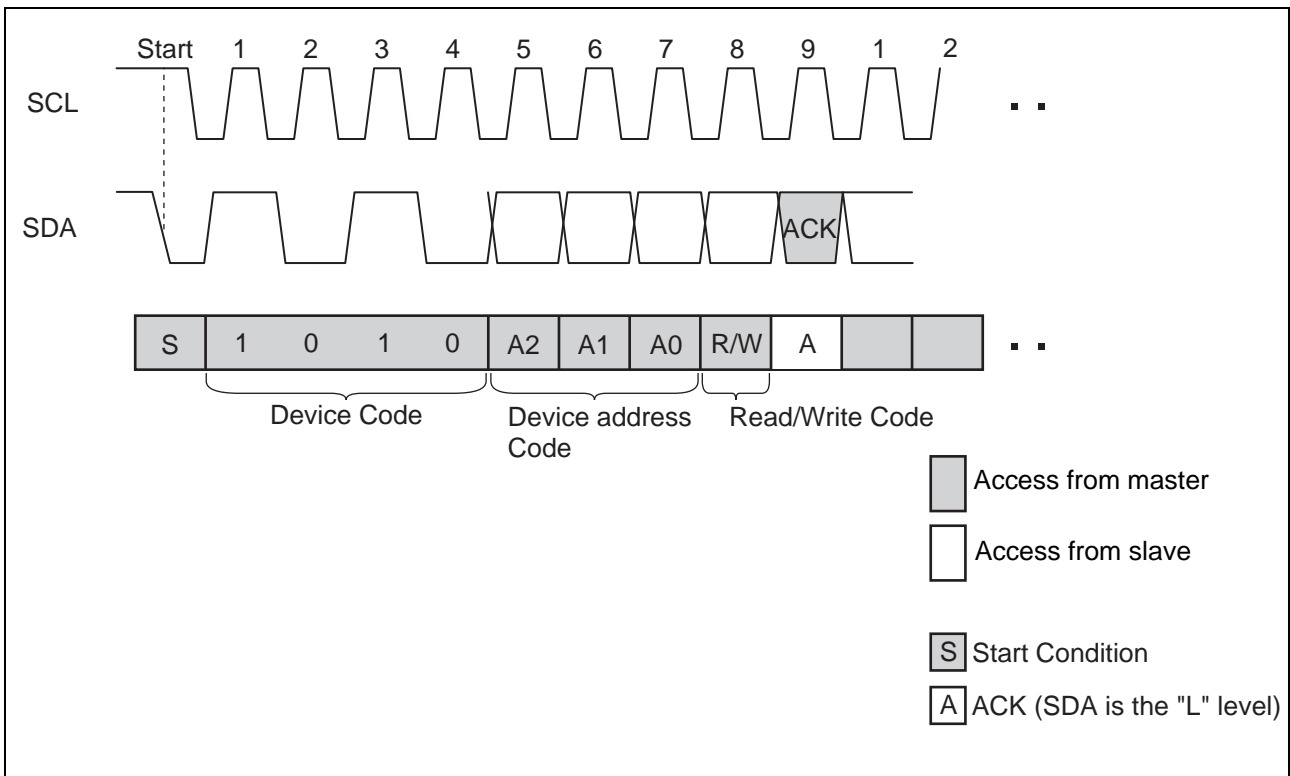 Start 1 2 3 4 5 6 7 8 9 1 2
SCL
SDA
ACK
S 1 0 1 0 A2 A1 A0 R/W A
Device Code
Device address
Code
Read/Write Code
Access from master
Access from slave
S Start Condition
A ACK (SDA is the "L" level)